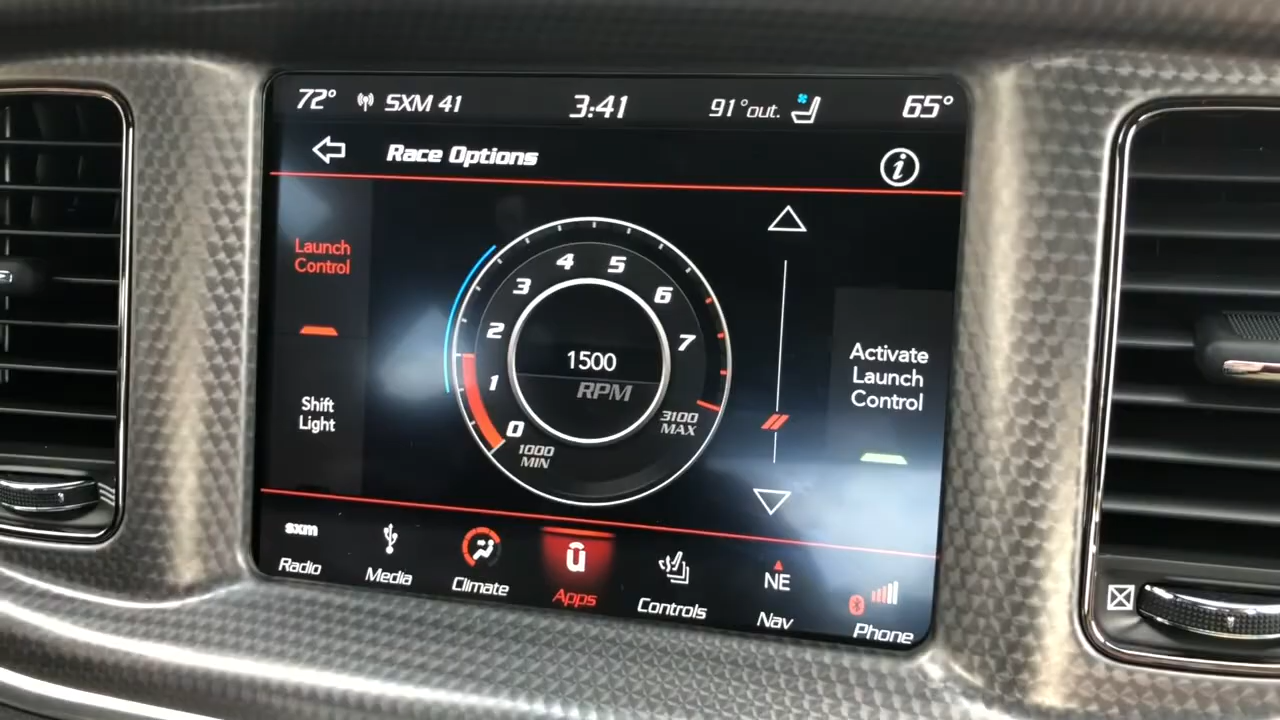 72° SXM 41 3:41 91°out. 65°
Race Options
i
Launch
Control
Shift
Light
0
1
2
3
4
5
6
7
1500
RPM
1000
MIN
3100
MAX
Activate
Launch
Control
sxm
Radio
Media
Climate
Apps
Controls
NE
Nav
Phone